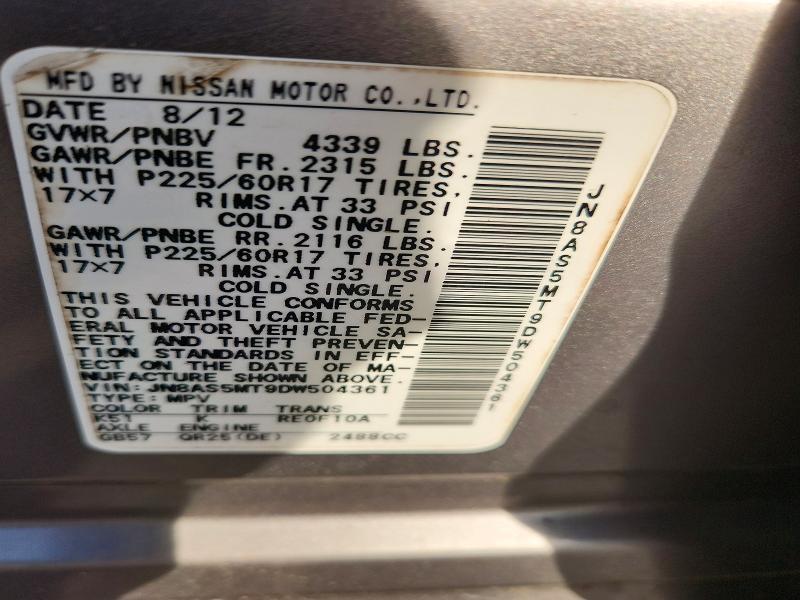 MFD BY NISSAN MOTOR CO.,LTD.
DATE 8/12
GVWR/PNBV 4339 LBS.
GAWR/PNBE FR. 2315 LBS.
WITH P225/60R17 TIRES.
17×7 RIMS.AT 33 PSI
COLD SINGLE.
GAWR/PNBE RR. 2116 LBS.
WITH P225/60R17 TIRES.
17×7 RIMS.AT 33 PSI
COLD SINGLE.
THIS VEHICLE CONFORMS
TO ALL APPLICABLE FED-
ERAL MOTOR VEHICLE SA-
FETY AND THEFT PREVEN-
TION STANDARDS IN EFF-
ECT ON THE DATE OF MA-
NUFACTURE SHOWN ABOVE.
VIN: JN8AS5MT9DW504361
TYPE: MPV
COLOR TRIM TRANS
K51 K RE0F10A
AXLE ENGINE
GB57 QR25(DE) 2488CC
JN8AS5MT9DW504361